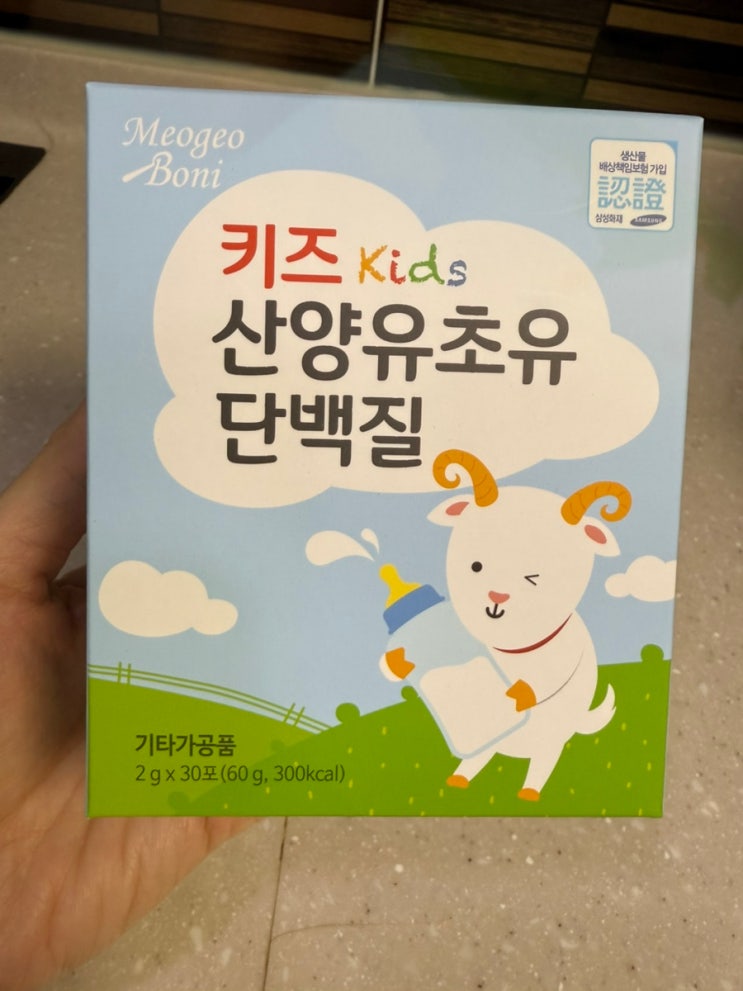 Meogeo
Boni
생산물
배상책임보험 가입
認證
삼성화재 SAMSUNG
키즈 Kids
산양유초유
단백질
기타가공품
2 g x 30포(60 g, 300kcal)